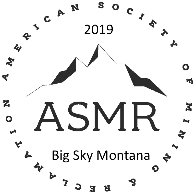 AMERICAN SOCIETY OF MINING & RECLAMATION
2019
ASMR
Big Sky Montana